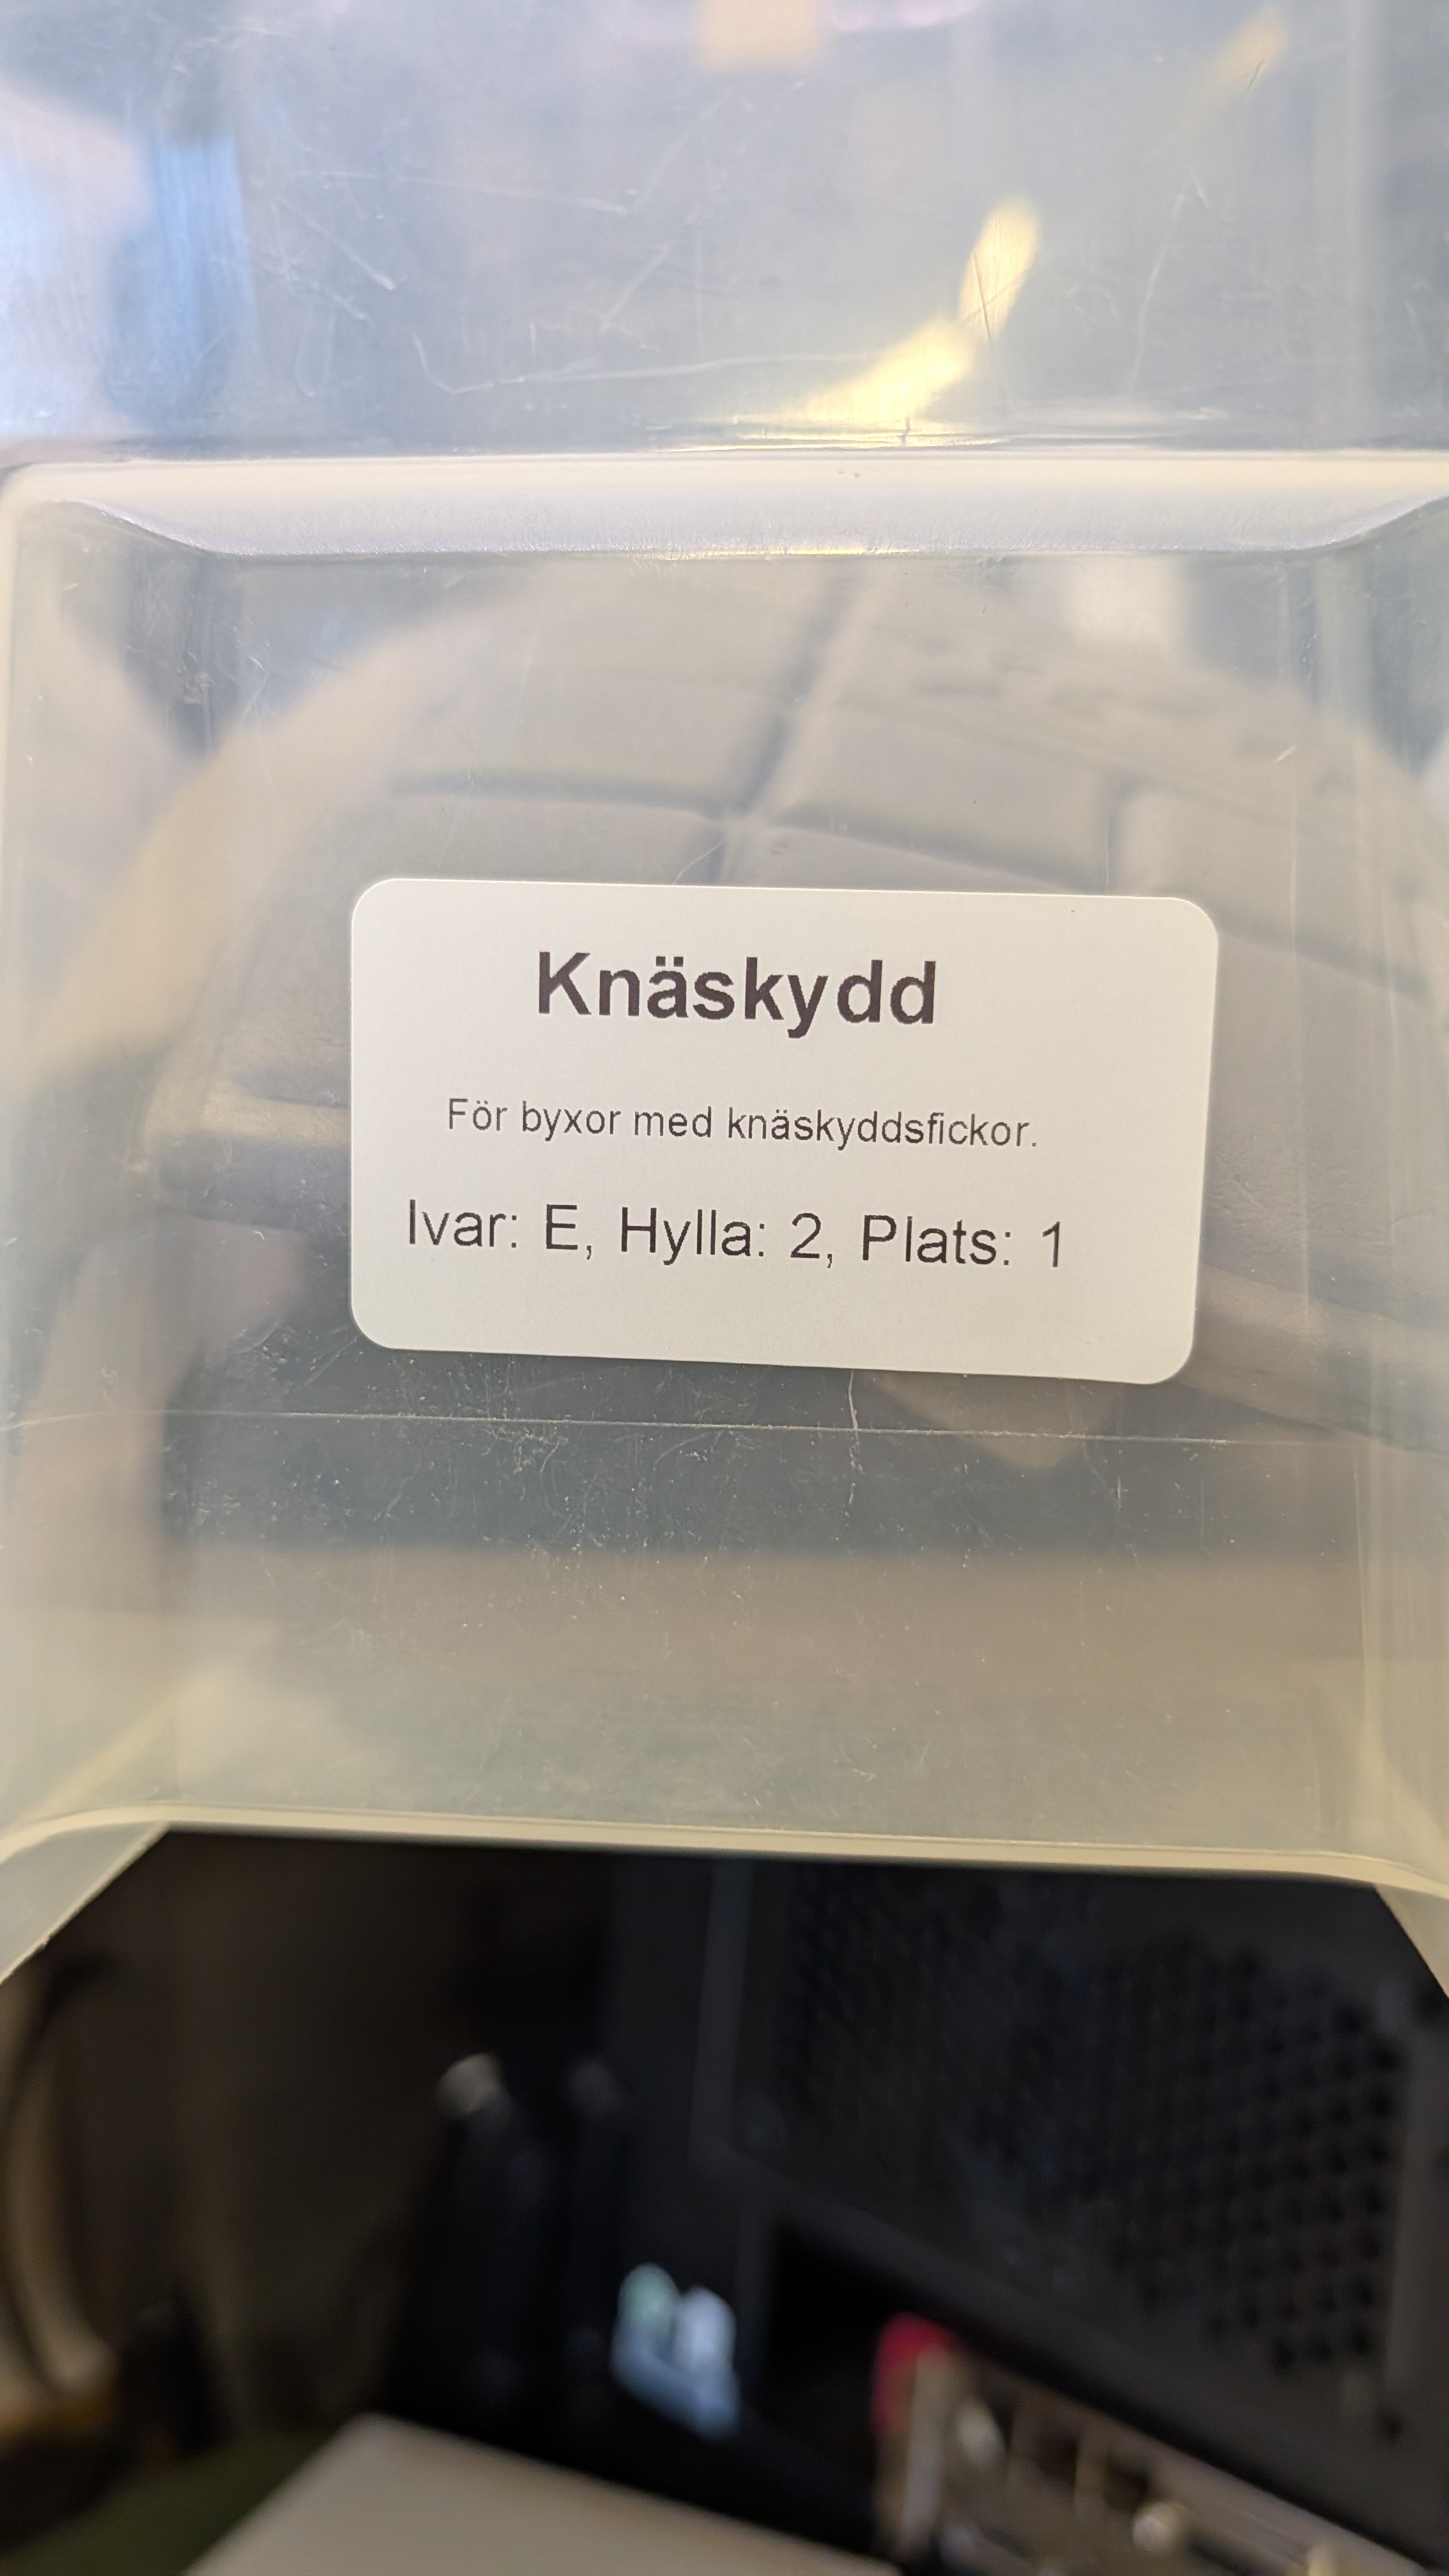 Knäskydd
För byxor med knäskyddsfickor.
Ivar: E, Hylla: 2, Plats: 1